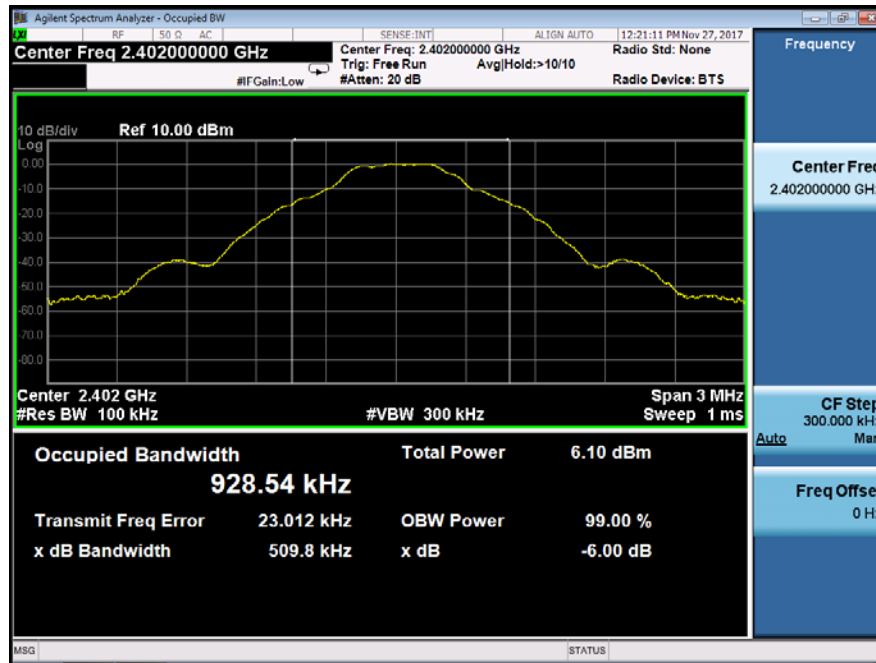 Agilent Spectrum Analyzer - Occupied BW
LXI RF 50 Ω AC SENSE:INT ALIGN AUTO 12:21:11 PM Nov 27, 2017
Center Freq 2.402000000 GHz
Center Freq: 2.402000000 GHz
Radio Std: None
Trig: Free Run Avg|Hold:>10/10
#IFGain:Low #Atten: 20 dB
Radio Device: BTS
10 dB/div Ref 10.00 dBm
Log
0.00
-10.0
-20.0
-30.0
-40.0
-50.0
-60.0
-70.0
-80.0
Center 2.402 GHz Span 3 MHz
#Res BW 100 kHz #VBW 300 kHz Sweep 1 ms
Occupied Bandwidth Total Power 6.10 dBm
928.54 kHz
Transmit Freq Error 23.012 kHz OBW Power 99.00 %
x dB Bandwidth 509.8 kHz x dB -6.00 dB
MSG STATUS
Frequency
Center Fre
2.402000000 GH
CF Step
300.000 kH
Auto Ma
Freq Offse
0 H